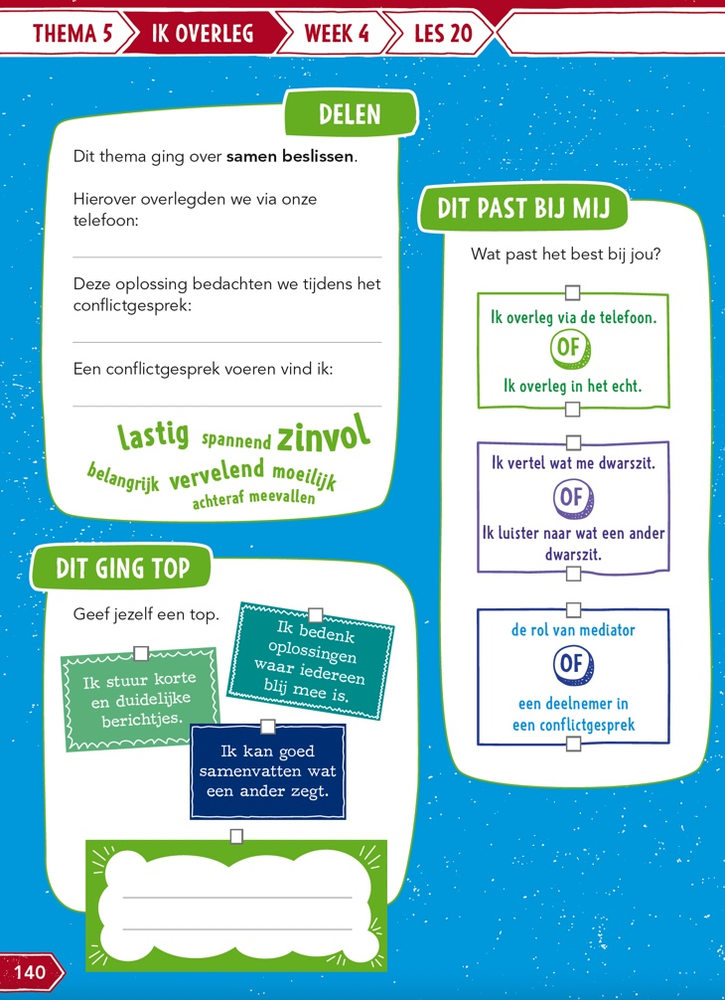 THEMA 5
IK OVERLEG
WEEK 4
LES 20
DELEN
Dit thema ging over samen beslissen.
Hierover overlegden we via onze
telefoon:
Deze oplossing bedachten we tijdens het
conflictgesprek:
Een conflictgesprek voeren vind ik:
lastig spannend zinvol
belangrijk vervelend moeilijk
achteraf meevallen
DIT PAST BIJ MIJ
Wat past het best bij jou?
Ik overleg via de telefoon.
OF
Ik overleg in het echt.
Ik vertel wat me dwarszit.
OF
Ik luister naar wat een ander
dwarszit.
de rol van mediator
OF
een deelnemer in
een conflictgesprek
DIT GING TOP
Geef jezelf een top.
Ik stuur korte
en duidelijke
berichtjes.
Ik bedenk
oplossingen
waar iedereen
blij mee is.
Ik kan goed
samenvatten wat
een ander zegt.
140